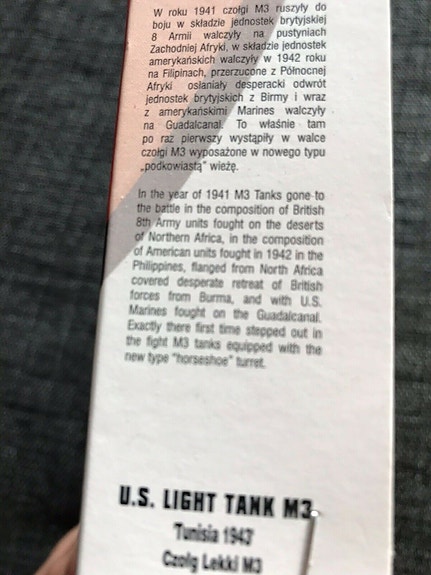 W roku 1941 czołgi M3 ruszyły do
boju w składzie jednostek brytyjskiej
8 Armii walczyły na pustyniach
Zachodniej Afryki, w składzie jednostek
amerykańskich walczyły w 1942 roku
na Filipinach, przerzucone z Północnej
Afryki osłaniały desperacki odwrót
jednostek brytyjskich z Birmy i wraz
z amerykańskimi Marines walczyły
na Guadalcanal. To właśnie tam
po raz pierwszy wystąpiły w walce
czołgi M3 wyposażone w nowego typu
„podkowiastą” wieżę.
In the year of 1941 M3 Tanks gone to
the battle in the composition of British
8th Army units fought on the deserts
of Northern Africa, in the composition
of American units fought in 1942 in the
Philippines, flanged from North Africa
covered desperate retreat of British
forces from Burma, and with U.S.
Marines fought on the Guadalcanal.
Exactly there first time stepped out in
the fight M3 tanks equipped with the
new type "horseshoe" turret.
U.S. LIGHT TANK M3
Tunisia 1943
Czołg Lekki M3